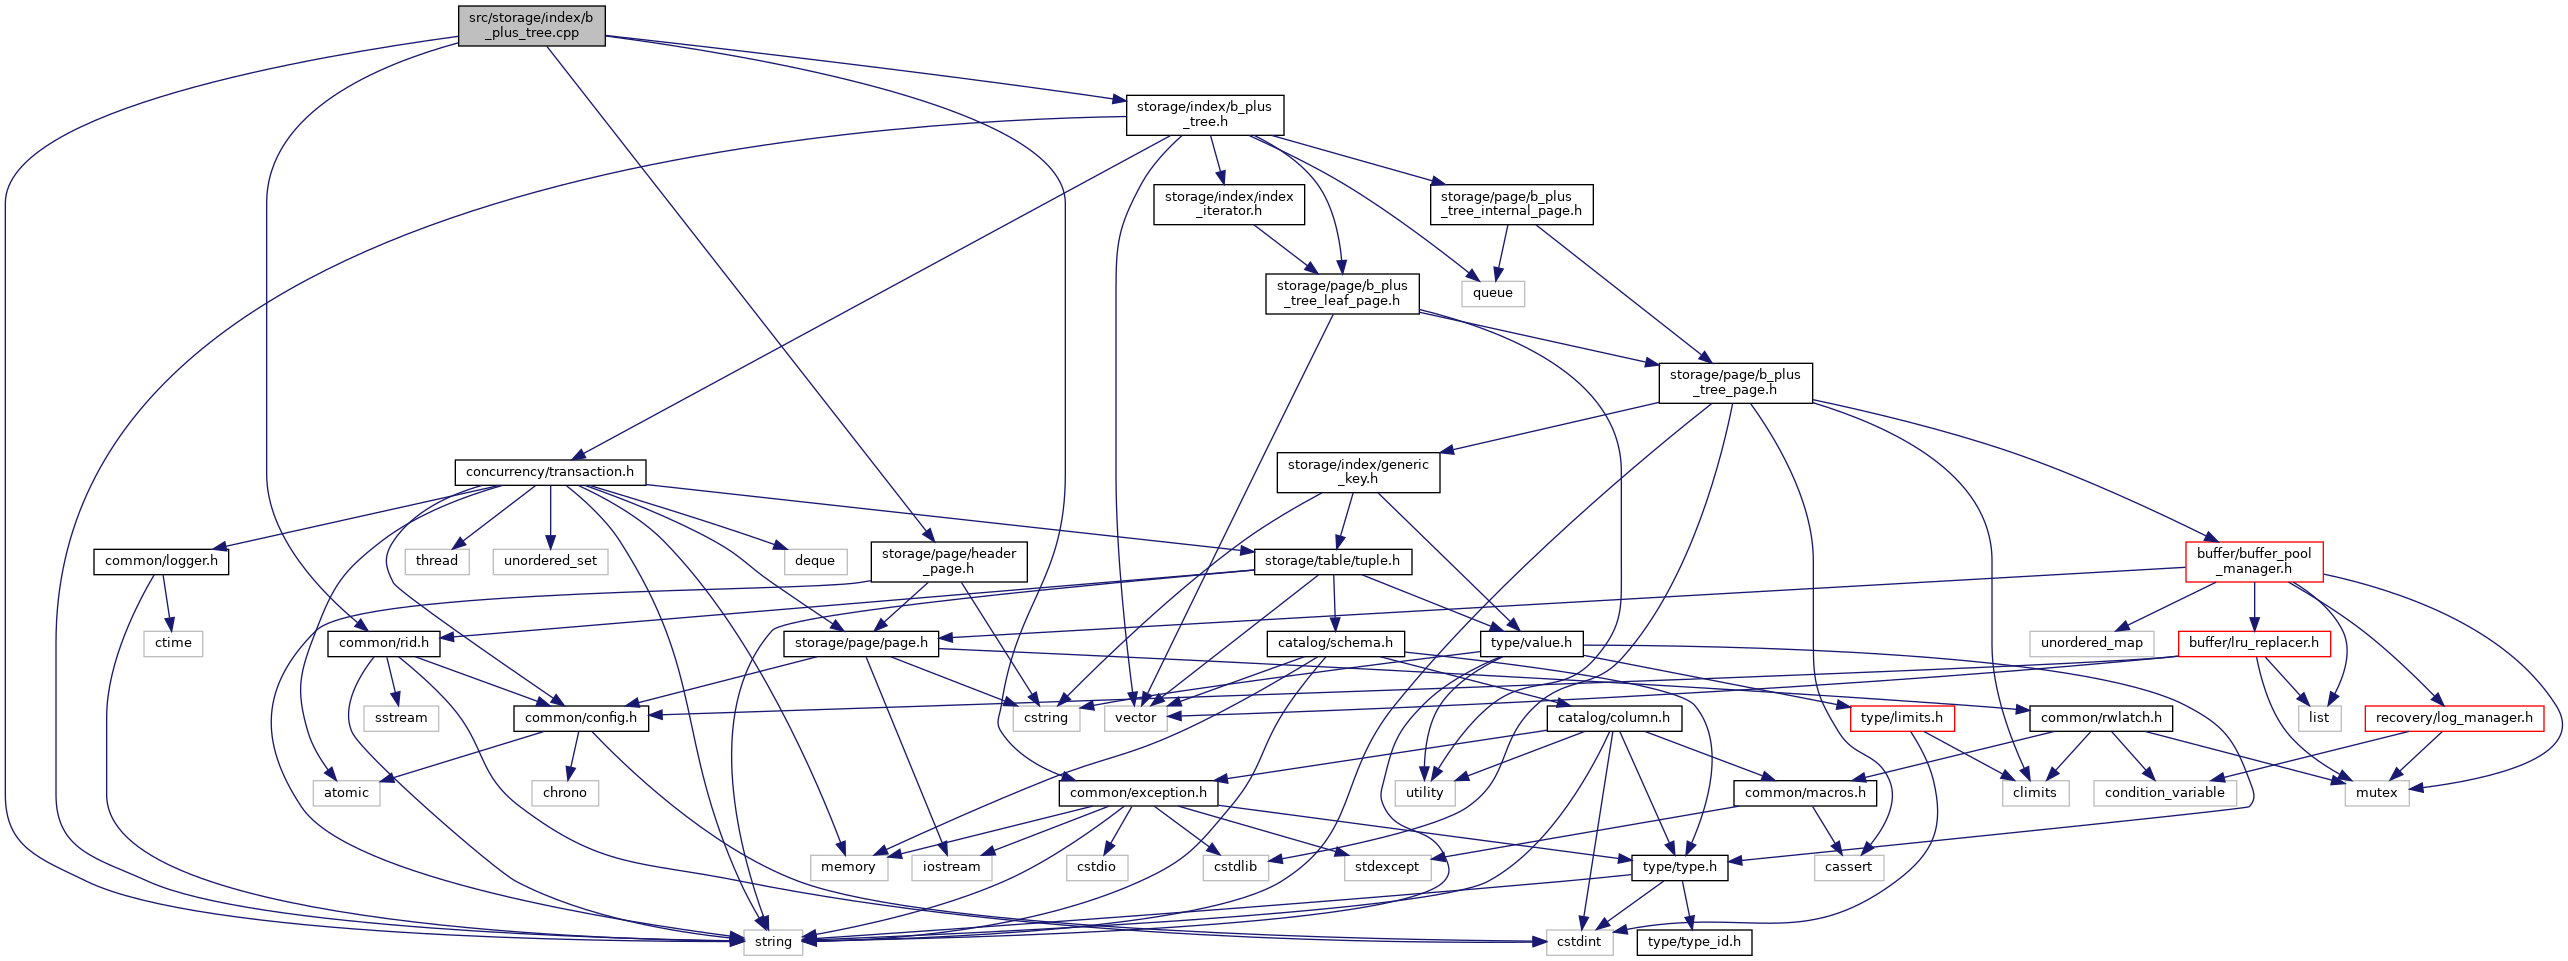 src/storage/index/b
_plus_tree.cpp
storage/index/b_plus
_tree.h
storage/index/index
_iterator.h
storage/page/b_plus
_tree_internal_page.h
storage/page/b_plus
_tree_leaf_page.h
queue
storage/page/b_plus
_tree_page.h
concurrency/transaction.h
storage/index/generic
_key.h
common/logger.h
thread
unordered_set
deque
storage/page/header
_page.h
storage/table/tuple.h
buffer/buffer_pool
_manager.h
ctime
common/rid.h
storage/page/page.h
catalog/schema.h
type/value.h
unordered_map
buffer/lru_replacer.h
sstream
common/config.h
cstring
vector
catalog/column.h
type/limits.h
common/rwlatch.h
list
recovery/log_manager.h
atomic
chrono
common/exception.h
utility
common/macros.h
climits
condition_variable
mutex
memory
iostream
cstdio
cstdlib
stdexcept
type/type.h
cassert
string
cstdint
type/type_id.h